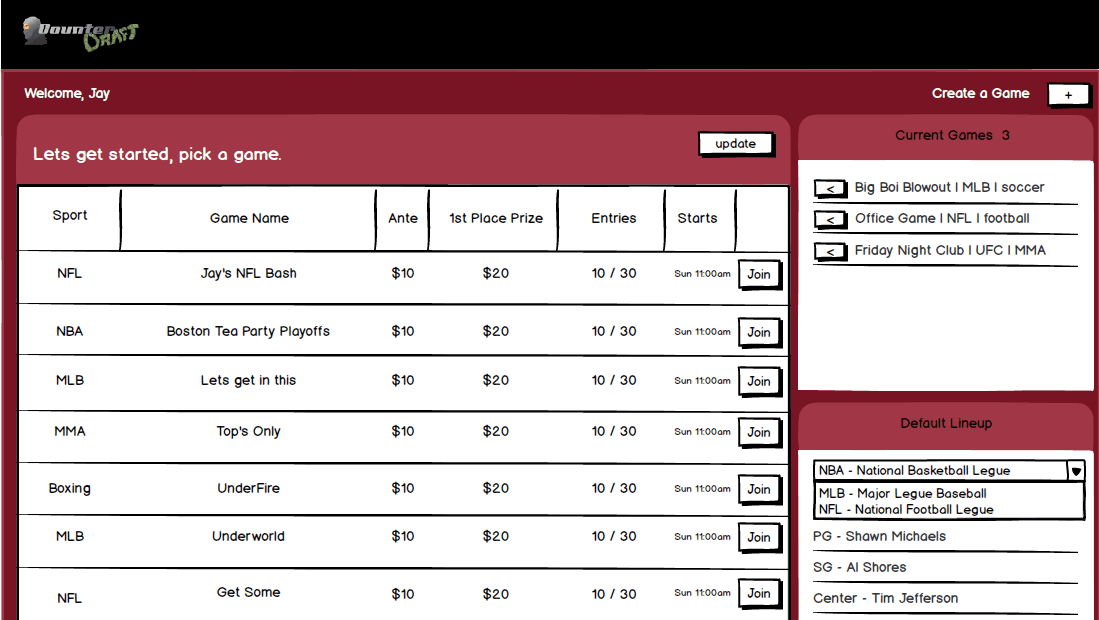 Counter
DRAFT
Welcome, Jay
Create a Game +
Lets get started, pick a game.
update
Sport Game Name Ante 1st Place Prize Entries Starts
NFL Jay's NFL Bash $10 $20 10 / 30 Sun 11:00am Join
NBA Boston Tea Party Playoffs $10 $20 10 / 30 Sun 11:00am Join
MLB Lets get in this $10 $20 10 / 30 Sun 11:00am Join
MMA Top's Only $10 $20 10 / 30 Sun 11:00am Join
Boxing UnderFire $10 $20 10 / 30 Sun 11:00am Join
MLB Underworld $10 $20 10 / 30 Sun 11:00am Join
NFL Get Some $10 $20 10 / 30 Sun 11:00am Join
Current Games 3
< Big Boi Blowout | MLB | soccer
< Office Game | NFL | football
< Friday Night Club | UFC | MMA
Default Lineup
NBA - National Basketball Legue
MLB - Major Legue Baseball
NFL - National Football Legue
PG - Shawn Michaels
SG - Al Shores
Center - Tim Jefferson